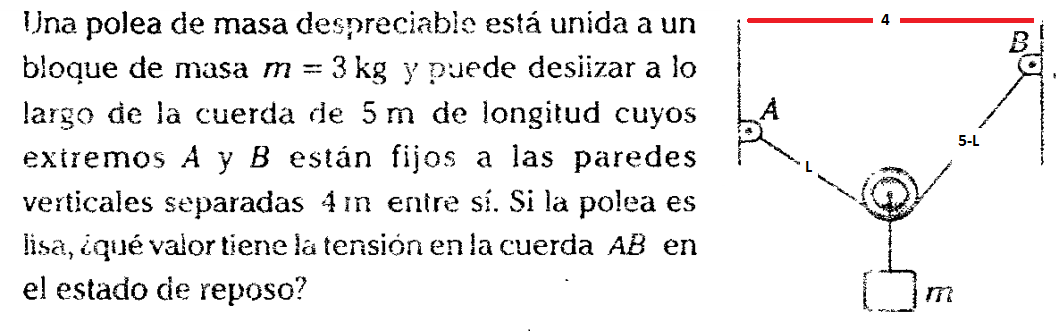 Una polea de masa despreciable está unida a un
bloque de masa m = 3 kg y puede deslizar a lo
largo de la cuerda de 5 m de longitud cuyos
extremos A y B están fijos a las paredes
verticales separadas 4 m entre sí. Si la polea es
lisa, ¿qué valor tiene la tensión en la cuerda AB en
el estado de reposo?
4
B
A
5-L
L
m